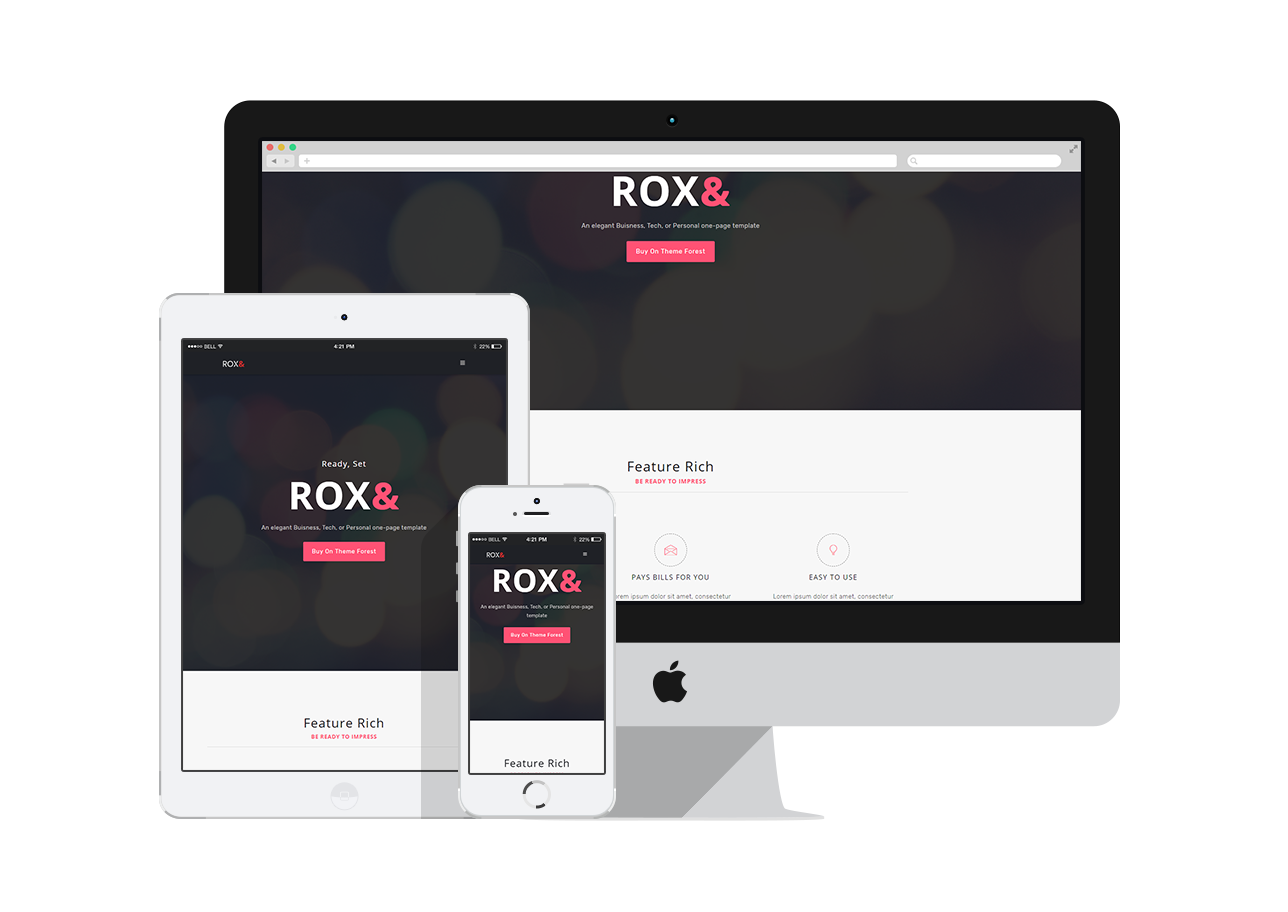 ROX&
An elegant Buisness, Tech, or Personal one-page template
Buy On Theme Forest
Feature Rich
BE READY TO IMPRESS
PAYS BILLS FOR YOU
EASY TO USE
ipsum dolor sit amet, consectetur
Lorem ipsum dolor sit amet, consectetur
BELL 4:21 PM 22%
ROX&
Ready, Set
ROX&
An elegant Buisness, Tech, or Personal one-page template
Buy On Theme Forest
Feature Rich
BE READY TO IMPRESS
BELL 4:21 PM 22%
ROX&
ROX&
An elegant Buisness, Tech, or Personal one-page
template
Buy On Theme Forest
Feature Rich